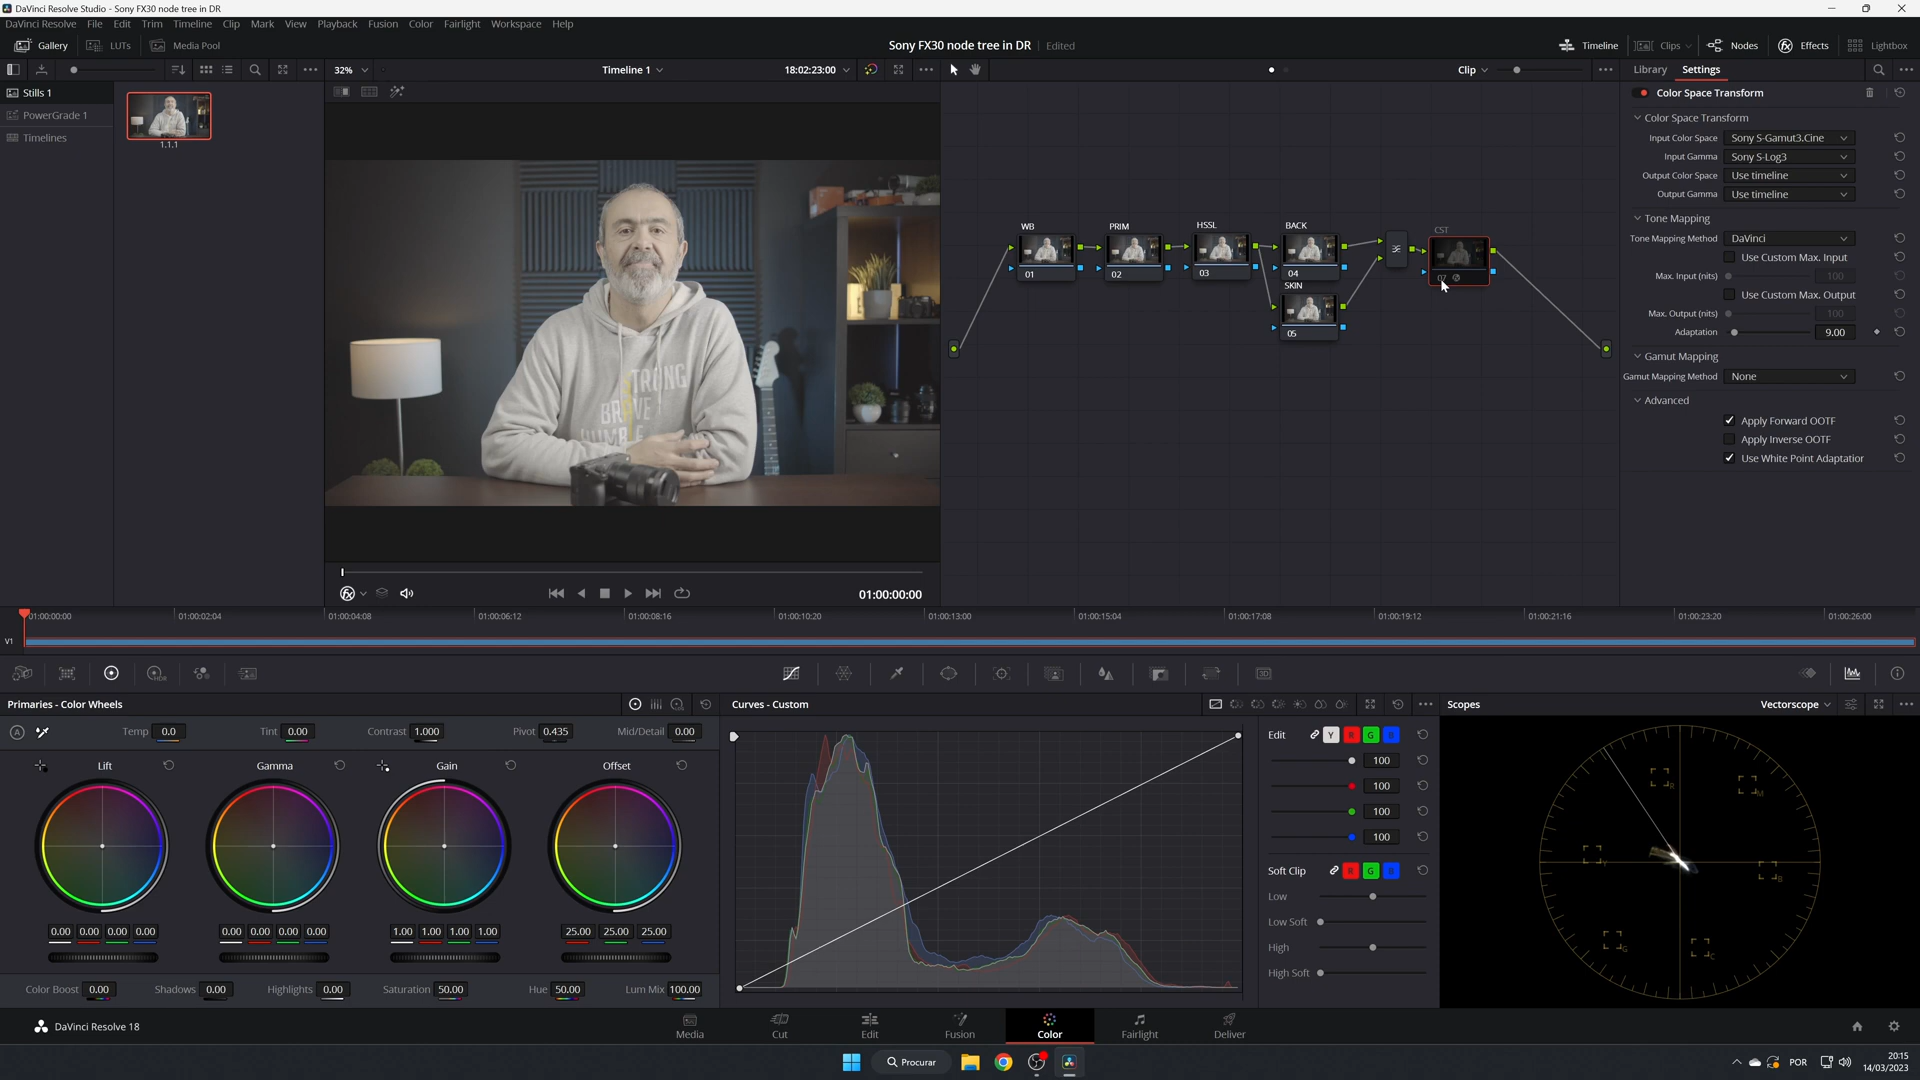 DaVinci Resolve Studio - Sony FX30 node tree in DR
DaVinci Resolve File Edit Trim Timeline Clip Mark View Playback Fusion Color Fairlight Workspace Help
Gallery LUTs Media Pool Sony FX30 node tree in DR Edited Timeline Clips Nodes Effects Lightbox
32% Timeline 1 18:02:23:00 Clip Library Settings
Stills 1
PowerGrade 1
Timelines
1.1.1
STRONG
BRAVE
HUMBLE
WB PRIM HSSL BACK CST
01 02 03 04 07
SKIN
05
Color Space Transform
Color Space Transform
Input Color Space Sony S-Gamut3.Cine
Input Gamma Sony S-Log3
Output Color Space Use timeline
Output Gamma Use timeline
Tone Mapping
Tone Mapping Method DaVinci
Use Custom Max. Input
Max. Input (nits) 100
Use Custom Max. Output
Max. Output (nits) 100
Adaptation 9.00
Gamut Mapping
Gamut Mapping Method None
Advanced
Apply Forward OOTF
Apply Inverse OOTF
Use White Point Adaptation
01:00:00:00
01:00:00:00 01:00:02:04 01:00:04:08 01:00:06:12 01:00:08:16 01:00:10:20 01:00:13:00 01:00:15:04 01:00:17:08 01:00:19:12 01:00:21:16 01:00:23:20 01:00:26:00
V1
HDR 3D
Primaries - Color Wheels
Temp 0.0 Tint 0.00 Contrast 1.000 Pivot 0.435 Mid/Detail 0.00
Lift Gamma Gain Offset
0.00 0.00 0.00 0.00 0.00 0.00 0.00 0.00 1.00 1.00 1.00 1.00 25.00 25.00 25.00
Color Boost 0.00 Shadows 0.00 Highlights 0.00 Saturation 50.00 Hue 50.00 Lum Mix 100.00
Curves - Custom
Edit Y R G B
100
100
100
100
Soft Clip R G B
Low
Low Soft
High
High Soft
Scopes Vectorscope
R M
Y B
G C
DaVinci Resolve 18 Media Cut Edit Fusion Color Fairlight Deliver
Procurar POR 20:15
14/03/2023